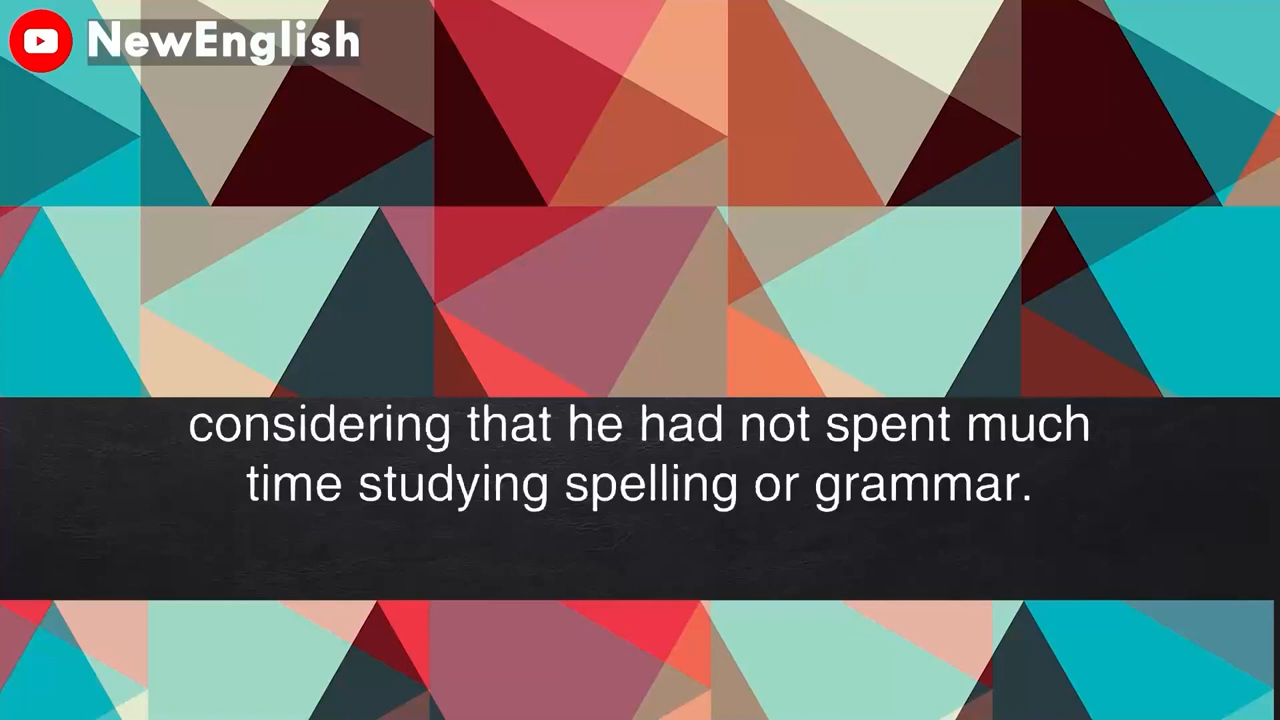 NewEnglish
considering that he had not spent much
time studying spelling or grammar.